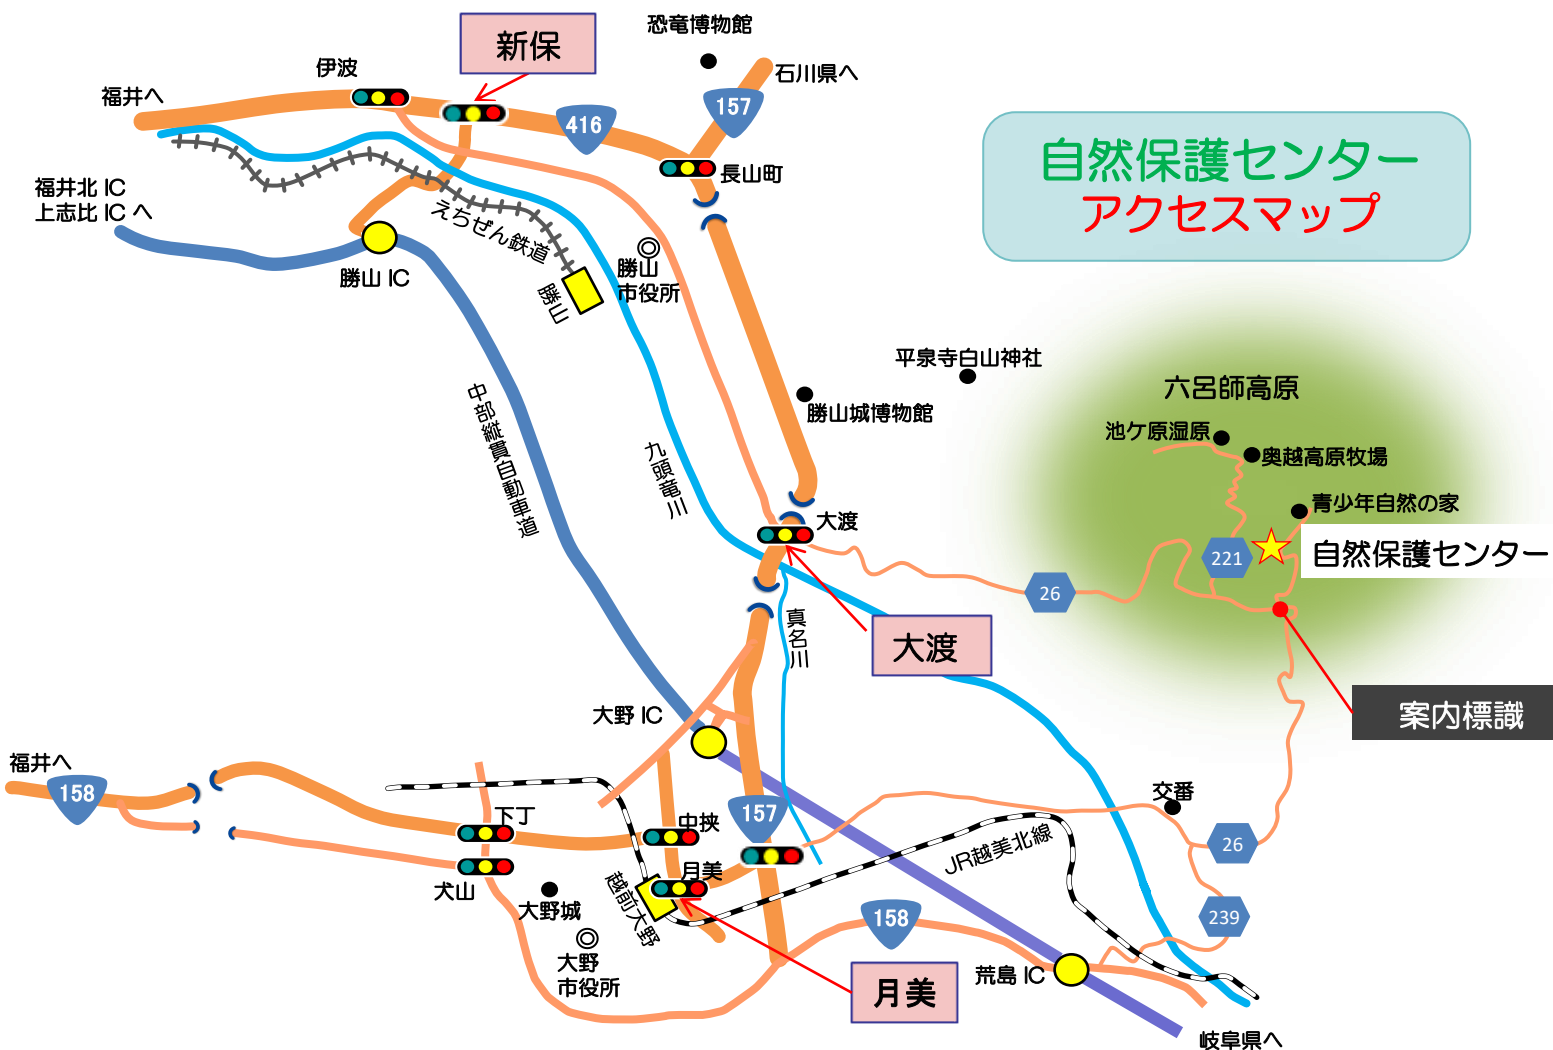 恐竜博物館
新保
伊波
石川県へ
福井へ
157
416
自然保護センター
アクセスマップ
長山町
福井北 IC
上志比 IC へ
えちぜん鉄道
勝山
市役所
勝山 IC
勝山
平泉寺白山神社
六呂師高原
勝山城博物館
中部縦貫自動車道
池ケ原湿原
奥越高原牧場
九頭竜川
青少年自然の家
大渡
自然保護センター
221
26
真名川
大渡
大野 IC
案内標識
福井へ
158
交番
157
下丁
中挟
26
JR越美北線
月美
犬山
越前大野
大野城
239
158
大野
市役所
荒島 IC
月美
岐阜県へ